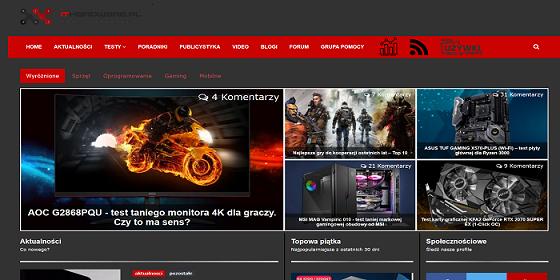 ITHARDWARE.PL
HOME AKTUALNOŚCI TESTY PORADNIKI PUBLICYSTYKA VIDEO BLOGI FORUM GRUPA POMOCY
Wyróżnione Sprzęt Oprogramowanie Gaming Mobilne
4 Komentarzy
AOC G2868PQU - test taniego monitora 4K dla graczy.
Czy to ma sens?
Komentarzy
Najlepsze gry do kooperacji ostatnich lat – Top 10
31 Komentarzy
ASUS TUF GAMING X570-PLUS (Wi-Fi) – test płyty
głównej dla Ryzen 3000
21 Komentarzy
MSI MAG Vampiric 010 - test taniej markowej
gamingowej obudowy od MSI
9 Komentarzy
Test karty graficznej KFA2 GeForce RTX 2070 SUPER
EX (1-Click OC)
Aktualności
Co nowego?
Topowa piątka
Najpopularniejsze z ostatnich 30 dni
Społecznościowe
Śledź nasze profile
aktualności pozostałe